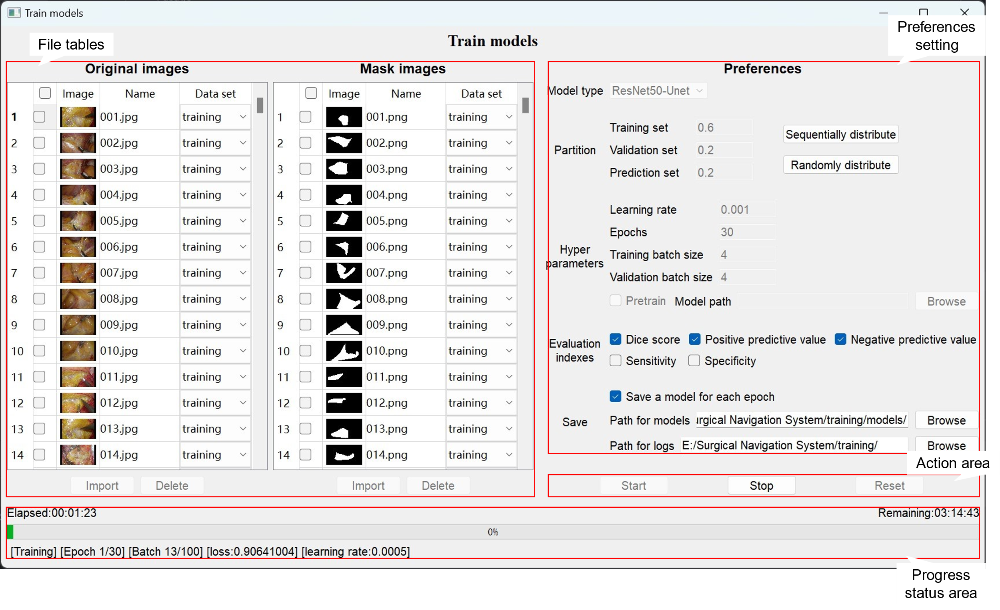 Train models
Preferences
setting
File tables
Train models
Original images
Mask images
Preferences
Image Name Data set
Image Name Data set
1 001.jpg training
1 001.png training
2 002.jpg training
2 002.png training
3 003.jpg training
3 003.png training
4 004.jpg training
4 004.png training
5 005.jpg training
5 005.png training
6 006.jpg training
6 006.png training
7 007.jpg training
7 007.png training
8 008.jpg training
8 008.png training
9 009.jpg training
9 009.png training
10 010.jpg training
10 010.png training
11 011.jpg training
11 011.png training
12 012.jpg training
12 012.png training
13 013.jpg training
13 013.png training
14 014.jpg training
14 014.png training
Import Delete
Import Delete
Model type ResNet50-Unet
Partition
Training set 0.6
Validation set 0.2
Prediction set 0.2
Sequentially distribute
Randomly distribute
Hyper
parameters
Learning rate 0.001
Epochs 30
Training batch size 4
Validation batch size 4
Pretrain Model path Browse
Evaluation
indexes
Dice score Positive predictive value Negative predictive value
Sensitivity Specificity
Save
Save a model for each epoch
Path for models urgical Navigation System/training/models/ Browse
Path for logs E:/Surgical Navigation System/training/ Browse
Action area
Start Stop Reset
Elapsed:00:01:23
Remaining:03:14:43
0%
[Training] [Epoch 1/30] [Batch 13/100] [loss:0.90641004] [learning rate:0.0005]
Progress
status area